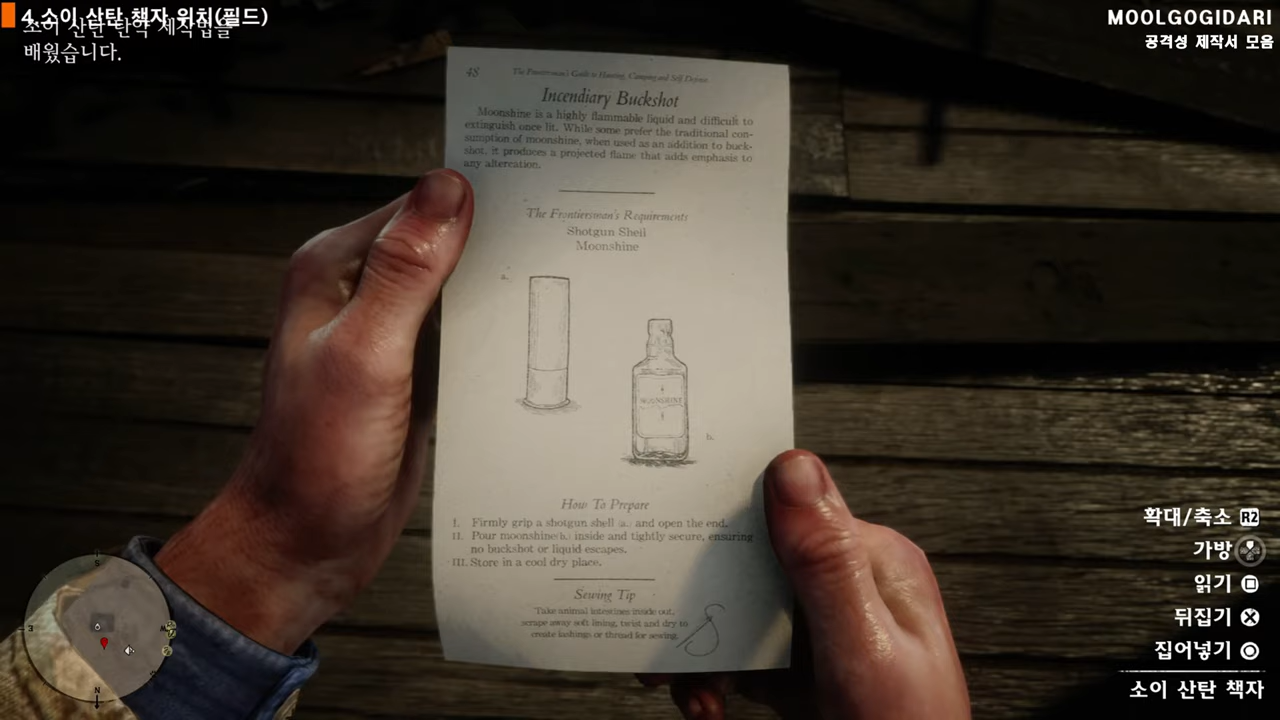 4.소이 산탄 책자 위치(필드)
소이 산탄 탄약 제작법을
배웠습니다.
MOOLGOGIDARI
공격성 제작서 모음
48
The Frontiersman's Guide to Hunting, Camping and Self Defense
Incendiary Buckshot
Moonshine is a highly flammable liquid and difficult to
extinguish once lit. While some prefer the traditional con-
sumption of moonshine, when used as an addition to buck-
shot, it produces a projected flame that adds emphasis to
any altercation.
The Frontiersman's Requirements
Shotgun Shell
Moonshine
a.
MOONSHINE
b.
How To Prepare
I. Firmly grip a shotgun shell (a.) and open the end.
II. Pour moonshine(b.) inside and tightly secure, ensuring
no buckshot or liquid escapes.
III. Store in a cool dry place.
Sewing Tip
Take animal intestines inside out,
scrape away soft lining, twist and dry to
create lashings or thread for sewing.
S
N
3
확대/축소 R2
가방
읽기
뒤집기
집어넣기
소이 산탄 책자